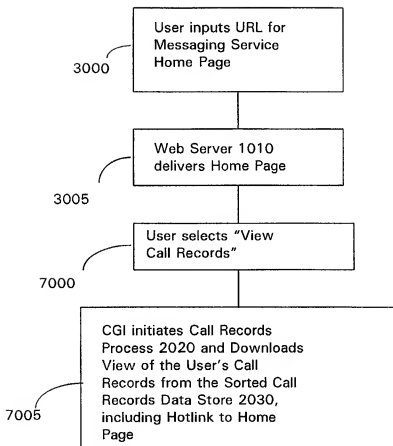 User inputs URL for
Messaging Service
Home Page
3000
Web Server 1010
delivers Home Page
3005
User selects "View
Call Records"
7000
CGI initiates Call Records
Process 2020 and Downloads
View of the User's Call
Records from the Sorted Call
Records Data Store 2030,
including Hotlink to Home
Page
7005